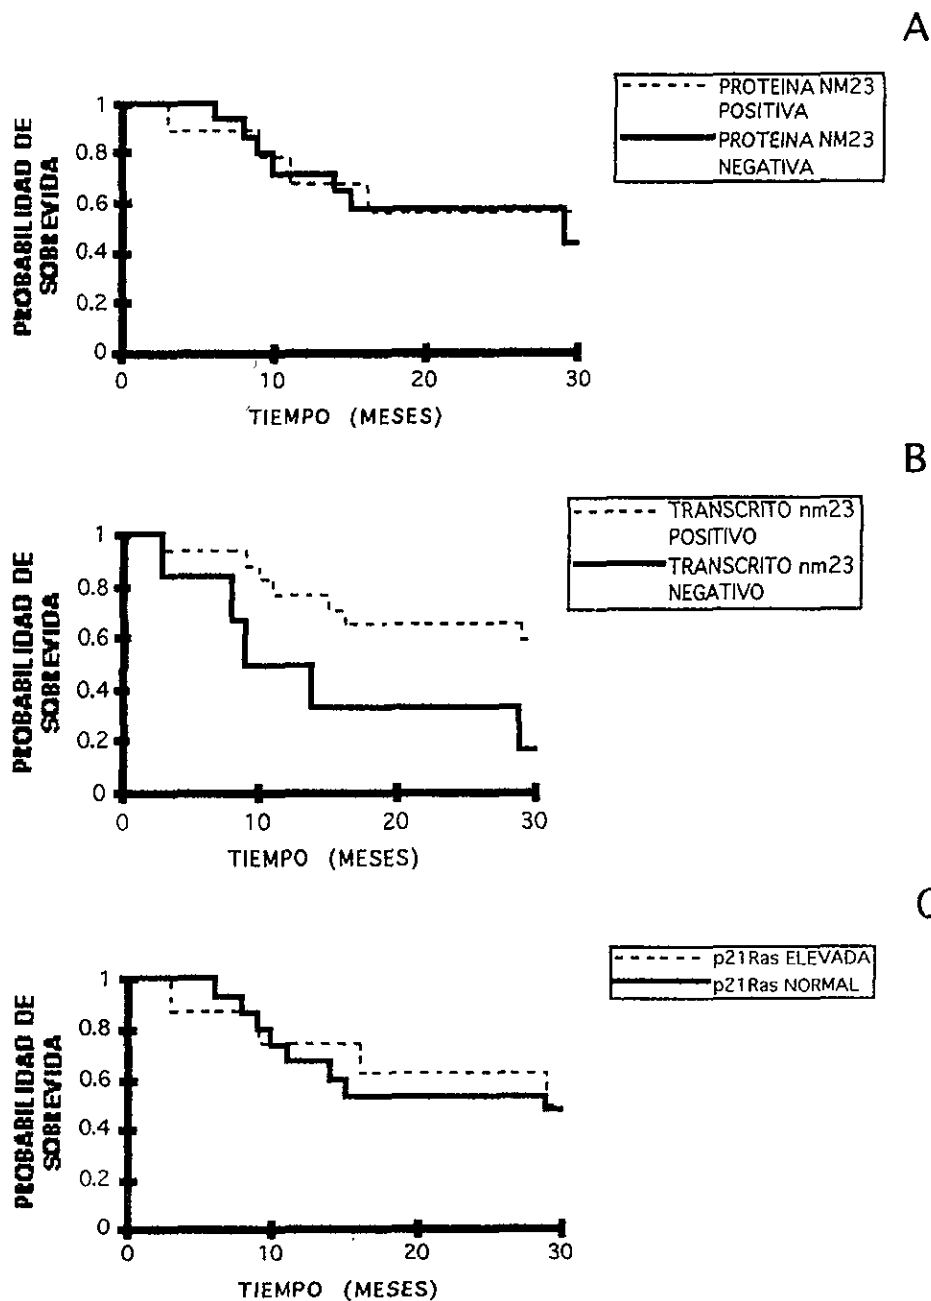 A
PROTEINA NM23
POSITIVA
PROTEINA NM23
NEGATIVA
PROBABILIDAD DE
SOBREVIDA
1
0.8
0.6
0.4
0.2
0
0 10 20 30
TIEMPO (MESES)
B
TRANSCRITO nm23
POSITIVO
TRANSCRITO nm23
NEGATIVO
PROBABILIDAD DE
SOBREVIDA
1
0.8
0.6
0.4
0.2
0
0 10 20 30
TIEMPO (MESES)
C
p21Ras ELEVADA
p21Ras NORMAL
PROBABILIDAD DE
SOBREVIDA
1
0.8
0.6
0.4
0.2
0
0 10 20 30
TIEMPO (MESES)